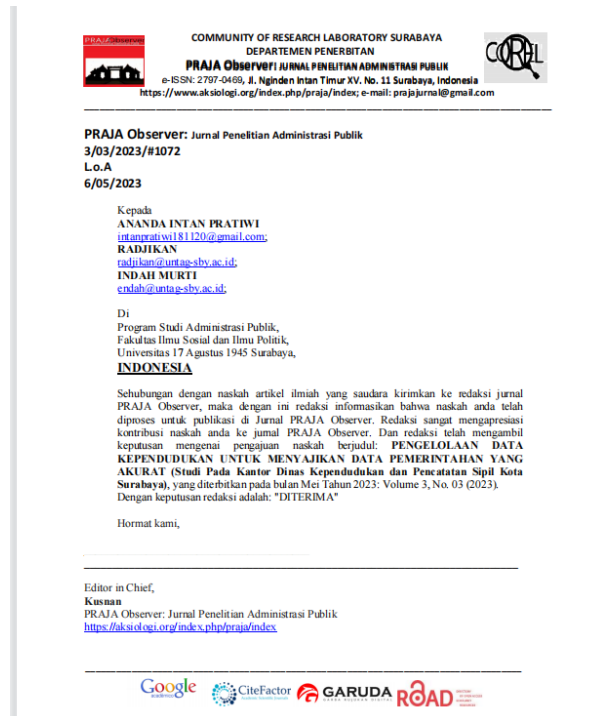 PRAJA Observer
COMMUNITY OF RESEARCH LABORATORY SURABAYA
DEPARTEMEN PENERBITAN
PRAJA Observer: JURNAL PENELITIAN ADMINISTRASI PUBLIK
e-ISSN: 2797-0469, Jl. Nginden Intan Timur XV. No. 11 Surabaya, Indonesia
https://www.aksiologi.org/index.php/praja/index; e-mail: prajajurnal@gmail.com
PRAJA Observer: Jurnal Penelitian Administrasi Publik
3/03/2023/#1072
L.o.A
6/05/2023
Kepada
ANANDA INTAN PRATIWI
intanpratiwi181120@gmail.com;
RADJIKAN
radjikan@untag-sby.ac.id;
INDAH MURTI
endah@untag-sby.ac.id;
Di
Program Studi Administrasi Publik,
Fakultas Ilmu Sosial dan Ilmu Politik,
Universitas 17 Agustus 1945 Surabaya,
INDONESIA
Sehubungan dengan naskah artikel ilmiah yang saudara kirimkan ke redaksi jurnal
PRAJA Observer, maka dengan ini redaksi informasikan bahwa naskah anda telah
diproses untuk publikasi di Jurnal PRAJA Observer. Redaksi sangat mengapresiasi
kontribusi naskah anda ke jurnal PRAJA Observer. Dan redaksi telah mengambil
keputusan mengenai pengajuan naskah berjudul: PENGELOLAAN DATA
KEPENDUDUKAN UNTUK MENYAJIKAN DATA PEMERINTAHAN YANG
AKURAT (Studi Pada Kantor Dinas Kependudukan dan Pencatatan Sipil Kota
Surabaya), yang diterbitkan pada bulan Mei Tahun 2023: Volume 3, No. 03 (2023).
Dengan keputusan redaksi adalah: "DITERIMA"
Hormat kami,
Editor in Chief,
Kusnan
PRAJA Observer: Jurnal Penelitian Administrasi Publik
https://aksiologi.org/index.php/praja/index
Google
CiteFactor
GARUDA
ROAD